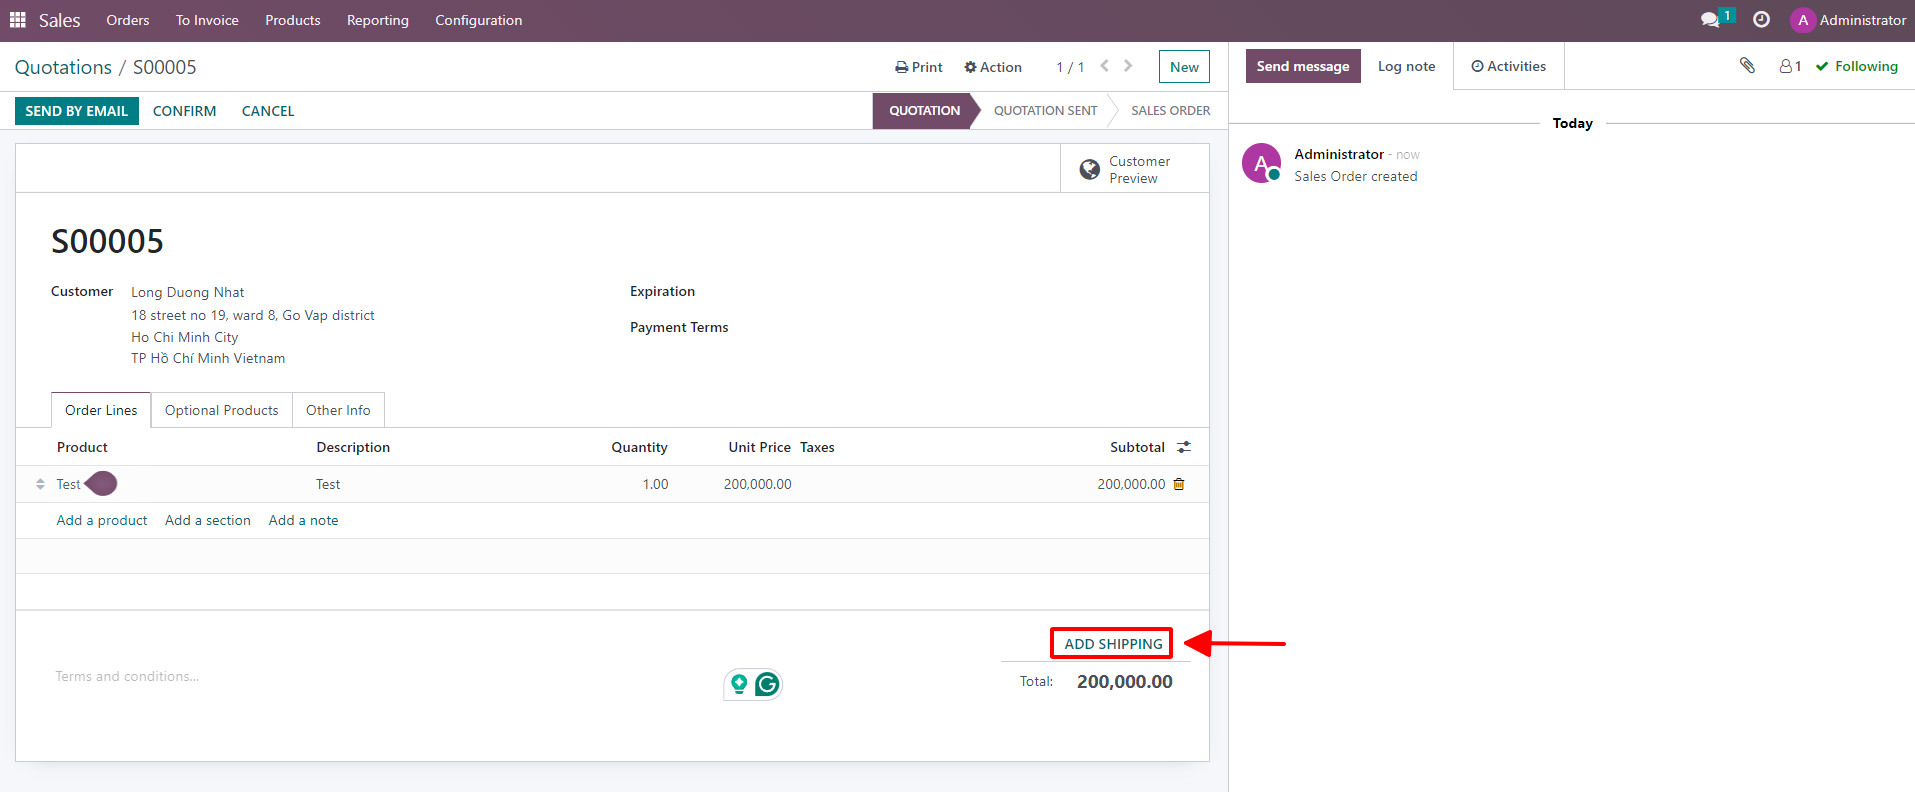 Sales Orders To Invoice Products Reporting Configuration 1 A Administrator
Quotations / S00005 Print Action 1 / 1 New
Send message Log note Activities 1 Following
SEND BY EMAIL CONFIRM CANCEL QUOTATION QUOTATION SENT SALES ORDER
Today
Customer
Preview
A Administrator - now
Sales Order created
S00005
Customer Long Duong Nhat
18 street no 19, ward 8, Go Vap district
Ho Chi Minh City
TP Hồ Chí Minh Vietnam
Expiration
Payment Terms
Order Lines Optional Products Other Info
Product Description Quantity Unit Price Taxes Subtotal
Test Test 1.00 200,000.00 200,000.00
Add a product Add a section Add a note
ADD SHIPPING
Terms and conditions...
G
Total: 200,000.00